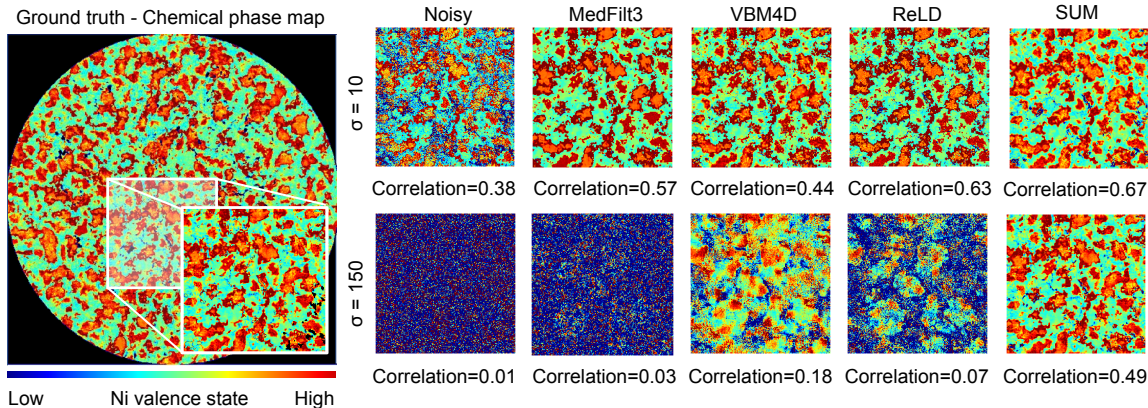 Ground truth - Chemical phase map
Noisy MedFilt3 VBM4D ReLD SUM
σ = 10
Correlation=0.38 Correlation=0.57 Correlation=0.44 Correlation=0.63 Correlation=0.67
σ = 150
Correlation=0.01 Correlation=0.03 Correlation=0.18 Correlation=0.07 Correlation=0.49
Low Ni valence state High